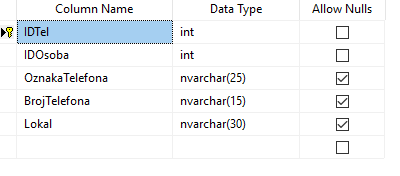 Column Name Data Type Allow Nulls
IDTel int
IDOsoba int
OznakaTelefona nvarchar(25)
BrojTelefona nvarchar(15)
Lokal nvarchar(30)